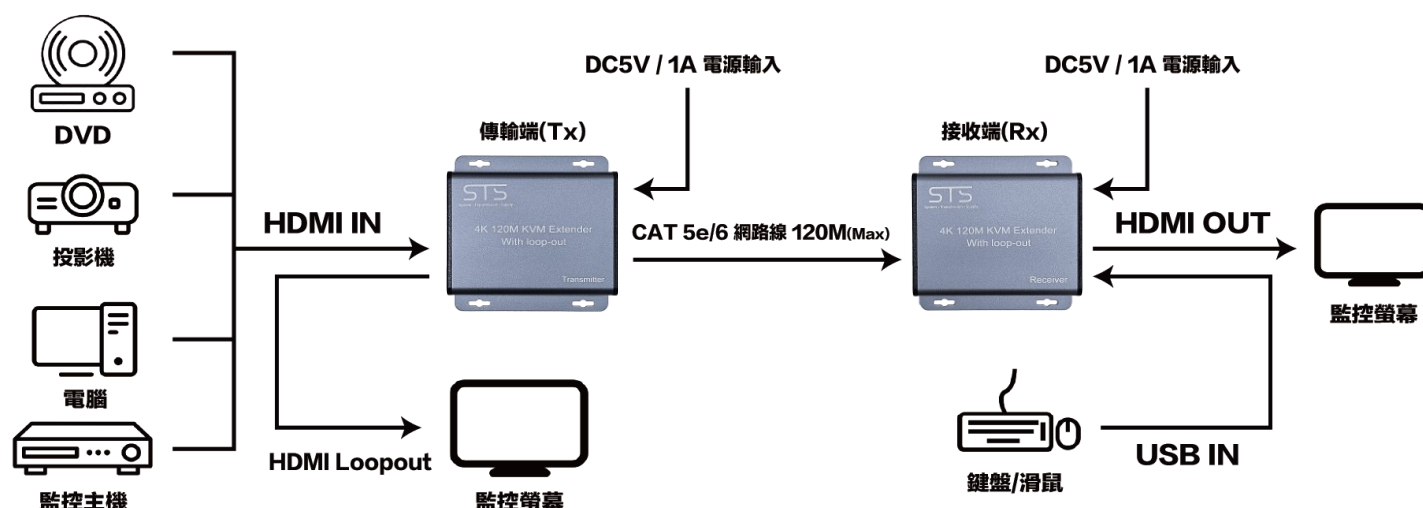 DVD
投影機
電腦
監控主機
HDMI IN
HDMI Loopout
監控螢幕
DC5V / 1A 電源輸入
傳輸端(Tx)
STS
4K 120M KVM Extender
With loop-out
Transmitter
CAT 5e/6 網路線 120M(Max)
DC5V / 1A 電源輸入
接收端(Rx)
STS
4K 120M KVM Extender
With loop-out
Receiver
HDMI OUT
監控螢幕
鍵盤/滑鼠
USB IN